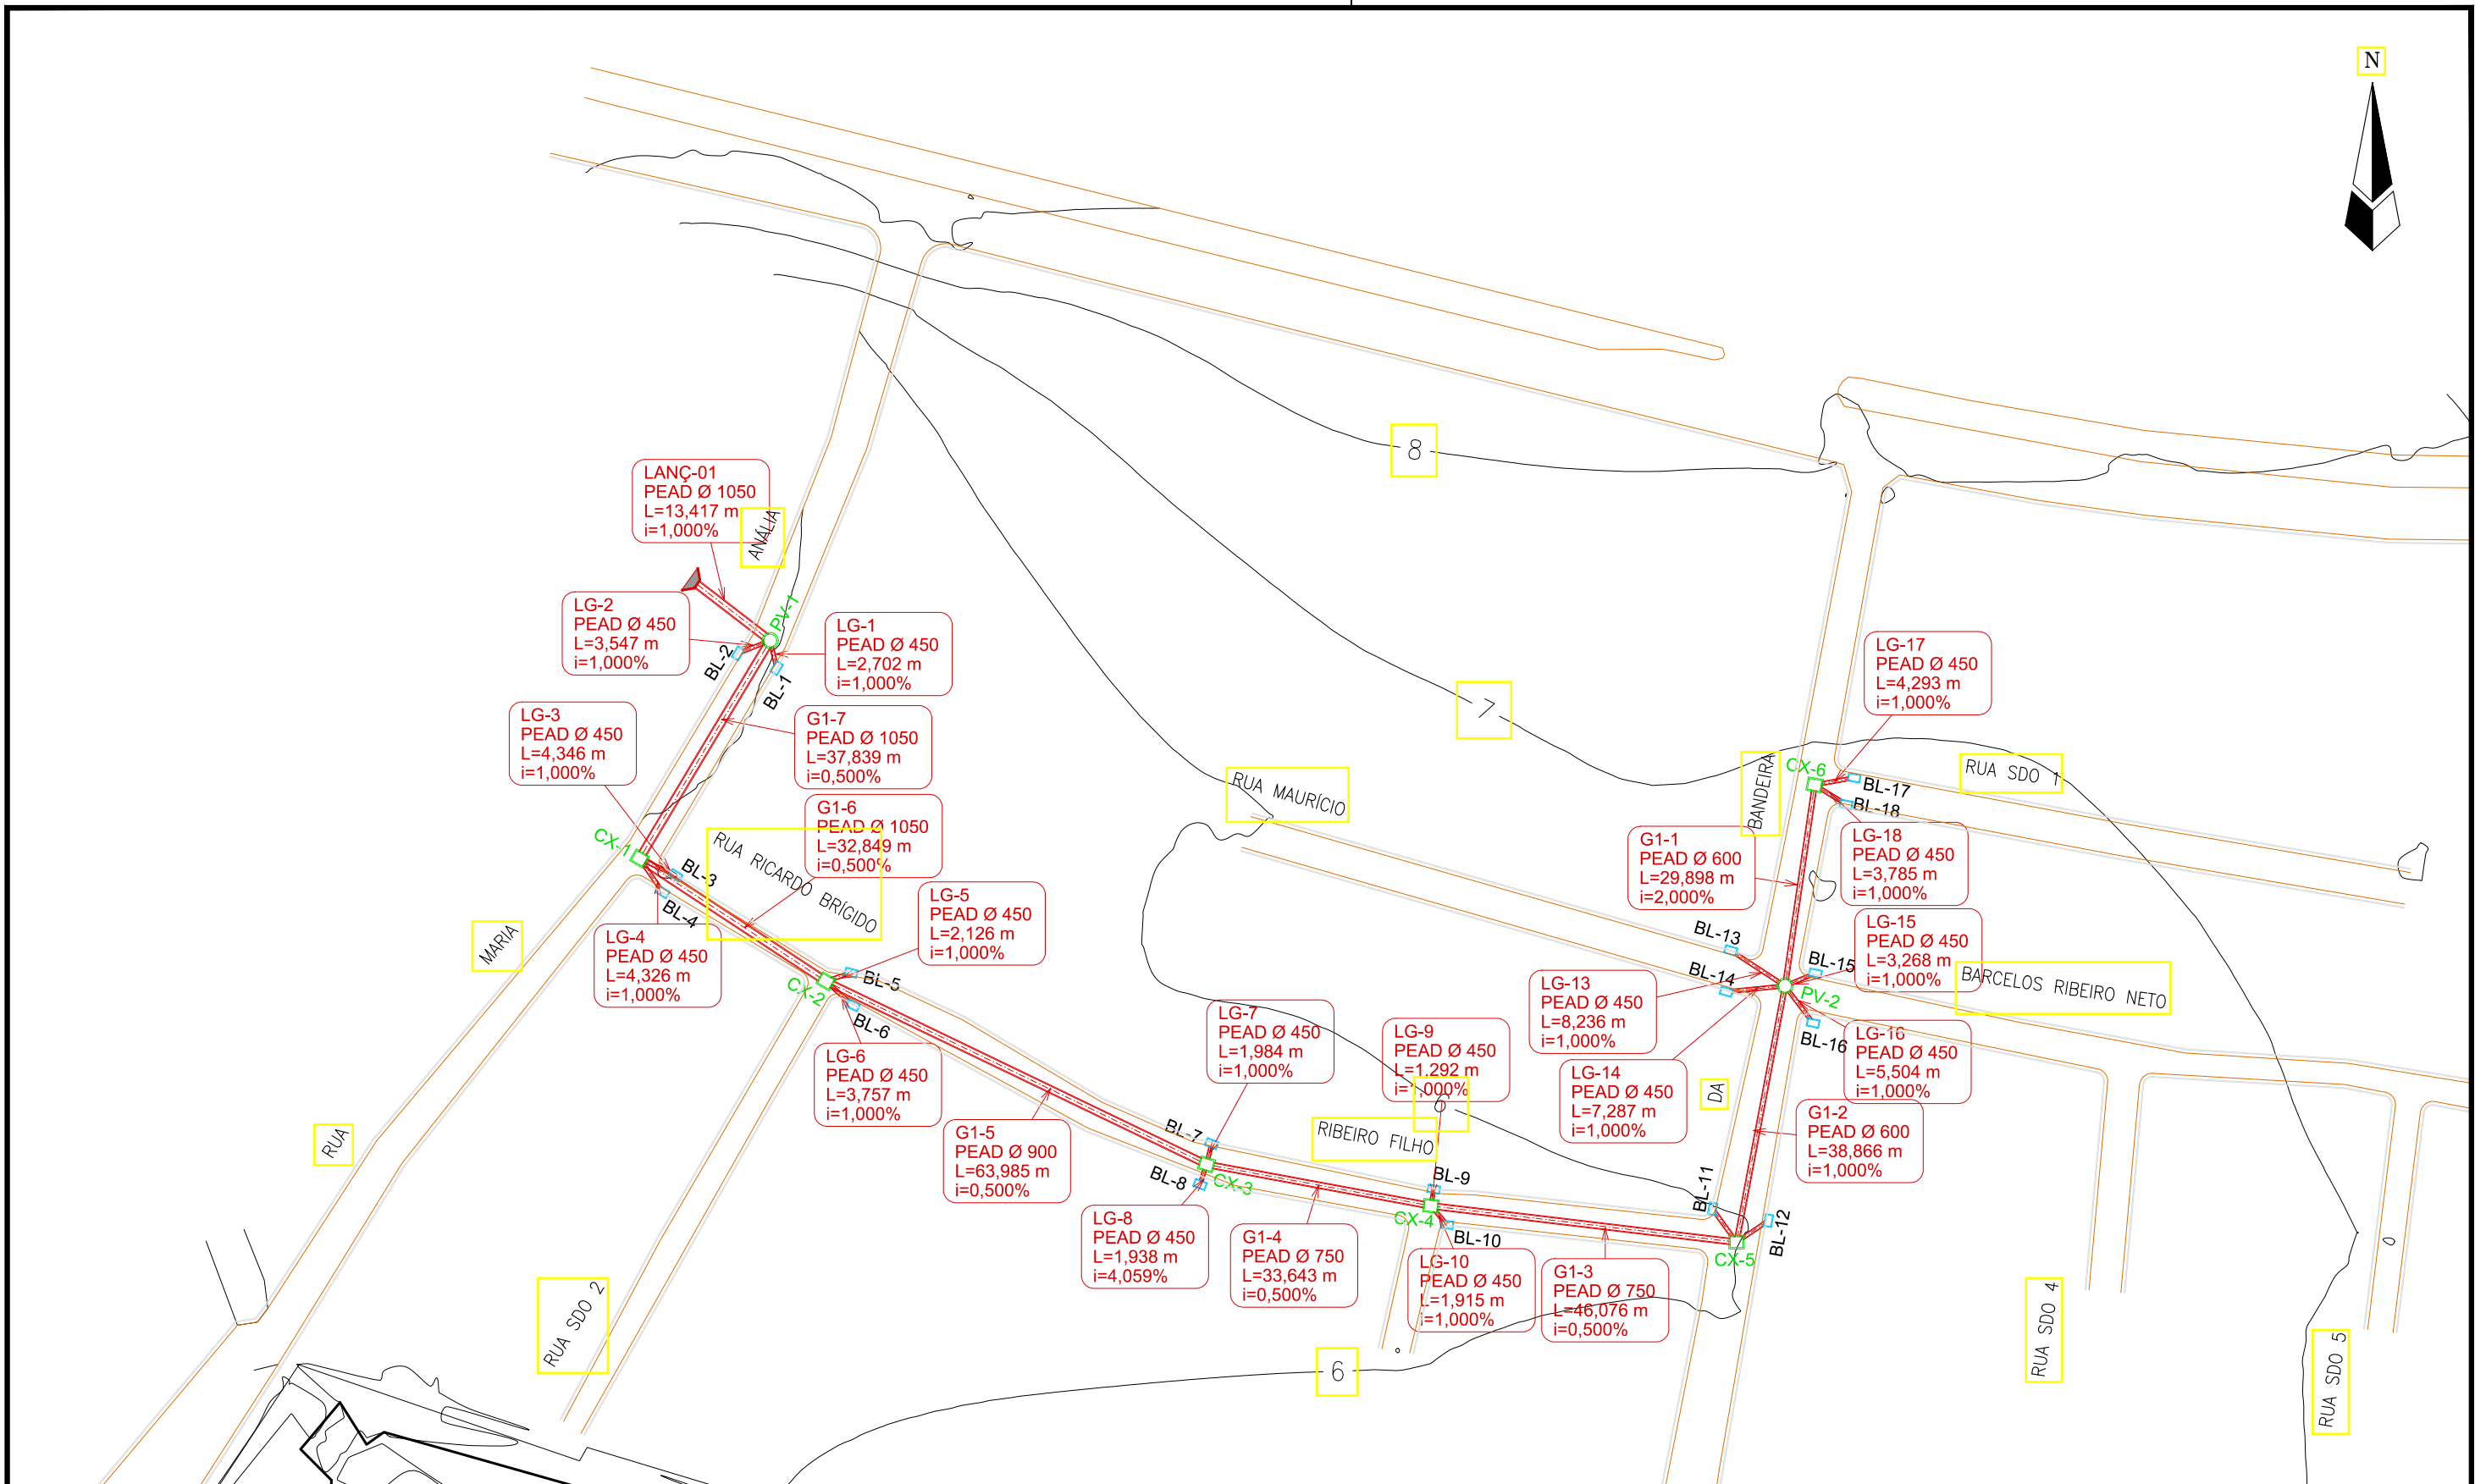 N
8
LANÇ-01
PEAD Ø 1050
L=13,417 m
i=1,000%
ANÁLIA
LG-2
PEAD Ø 450
L=3,547 m
i=1,000%
PV-1
BL-2
BL-1
LG-1
PEAD Ø 450
L=2,702 m
i=1,000%
LG-17
PEAD Ø 450
L=4,293 m
i=1,000%
7
LG-3
PEAD Ø 450
L=4,346 m
i=1,000%
G1-7
PEAD Ø 1050
L=37,839 m
i=0,500%
RUA MAURÍCIO
BANDEIRA
CX-6
RUA SDO 1
BL-17
BL-18
G1-6
PEAD Ø 1050
L=32,849 m
i=0,500%
CX-1
BL-3
BL-4
RUA RICARDO BRÍGIDO
G1-1
PEAD Ø 600
L=29,898 m
i=2,000%
LG-18
PEAD Ø 450
L=3,785 m
i=1,000%
LG-5
PEAD Ø 450
L=2,126 m
i=1,000%
MARIA
LG-4
PEAD Ø 450
L=4,326 m
i=1,000%
LG-15
PEAD Ø 450
L=3,268 m
i=1,000%
BL-13
BL-14
BL-15
BARCELOS RIBEIRO NETO
CX-2
BL-5
BL-6
LG-13
PEAD Ø 450
L=8,236 m
i=1,000%
PV-2
BL-16
LG-7
PEAD Ø 450
L=1,984 m
i=1,000%
LG-9
PEAD Ø 450
L=1,292 m
i=1,000%
LG-16
PEAD Ø 450
L=5,504 m
i=1,000%
LG-6
PEAD Ø 450
L=3,757 m
i=1,000%
LG-14
PEAD Ø 450
L=7,287 m
i=1,000%
DA
6
G1-2
PEAD Ø 600
L=38,866 m
i=1,000%
RUA
G1-5
PEAD Ø 900
L=63,985 m
i=0,500%
BL-7
RIBEIRO FILHO
BL-8
CX-3
BL-9
BL-11
BL-12
LG-8
PEAD Ø 450
L=1,938 m
i=4,059%
G1-4
PEAD Ø 750
L=33,643 m
i=0,500%
CX-4
BL-10
CX-5
LG-10
PEAD Ø 450
L=1,915 m
i=1,000%
G1-3
PEAD Ø 750
L=46,076 m
i=0,500%
RUA SDO 2
RUA SDO 4
6
RUA SDO 5